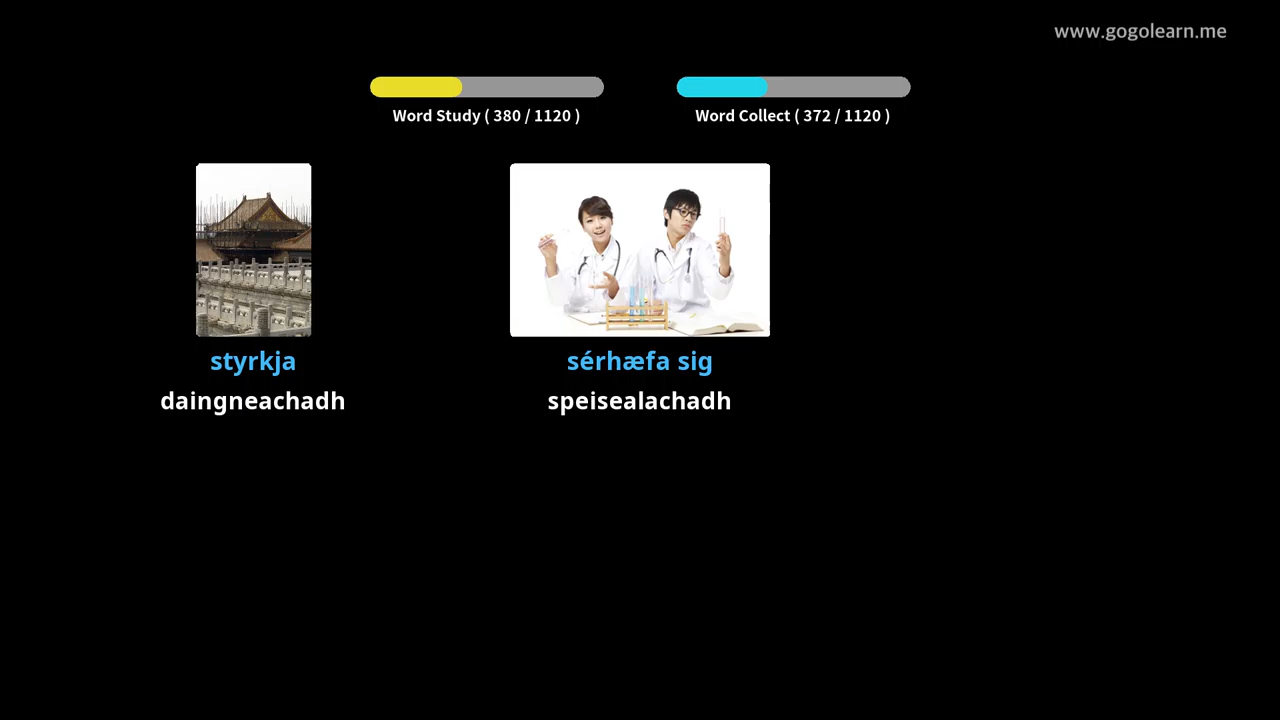 www.gogolearn.me
Word Study ( 380 / 1120 )
Word Collect ( 372 / 1120 )
styrkja
daingneachadh
sérhæfa sig
speisealachadh